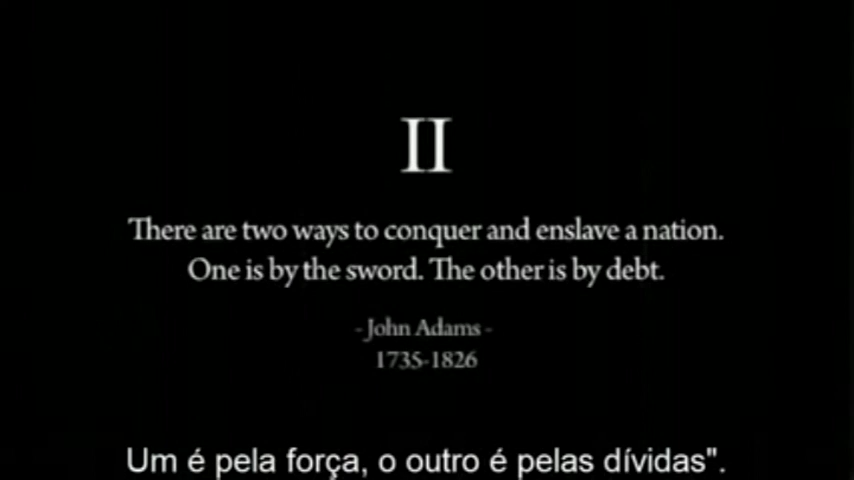 II
There are two ways to conquer and enslave a nation.
One is by the sword. The other is by debt.
- John Adams -
1735-1826
Um é pela força, o outro é pelas dívidas".